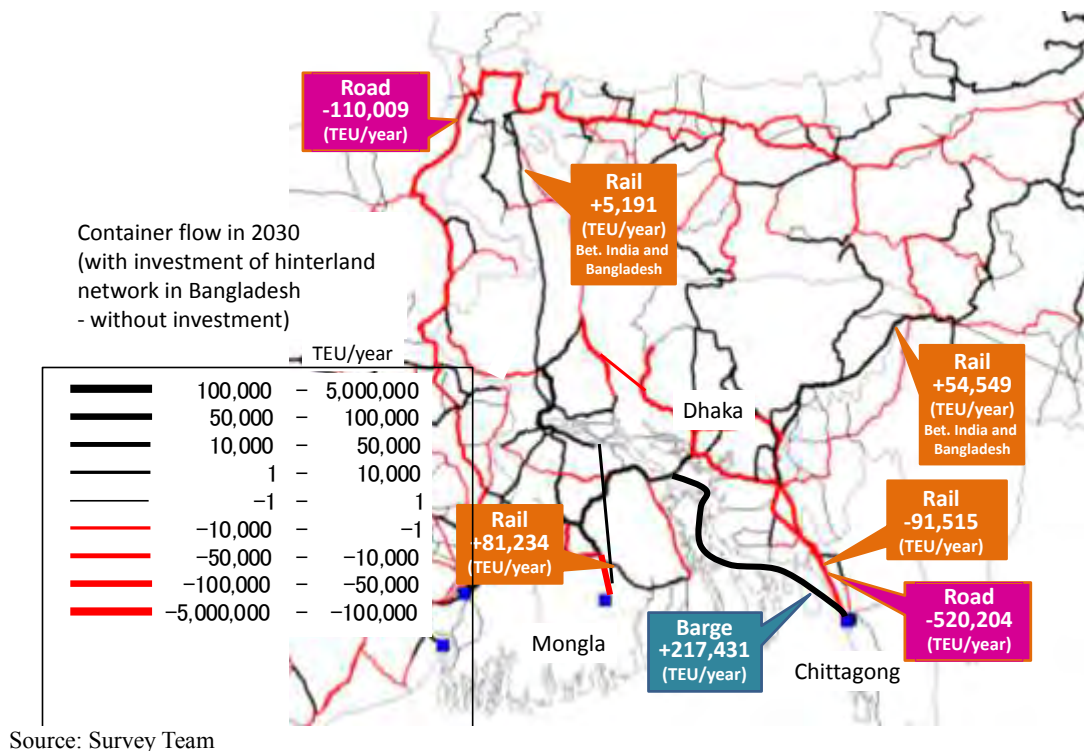 Road
-110,009
(TEU/year)
Rail
+5,191
(TEU/year)
Bet. India and
Bangladesh
Container flow in 2030
(with investment of hinterland
network in Bangladesh
- without investment)
TEU/year
100,000 – 5,000,000
50,000 – 100,000
10,000 – 50,000
1 – 10,000
−1 – 1
−10,000 – −1
−50,000 – −10,000
−100,000 – −50,000
−5,000,000 – −100,000
Dhaka
Rail
+54,549
(TEU/year)
Bet. India and
Bangladesh
Rail
+81,234
(TEU/year)
Rail
-91,515
(TEU/year)
Road
-520,204
(TEU/year)
Barge
+217,431
(TEU/year)
Mongla
Chittagong
Source: Survey Team